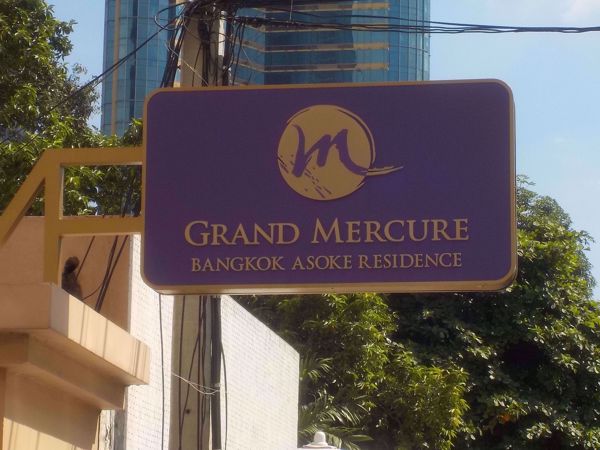 m
GRAND MERCURE
BANGKOK ASOKE RESIDENCE